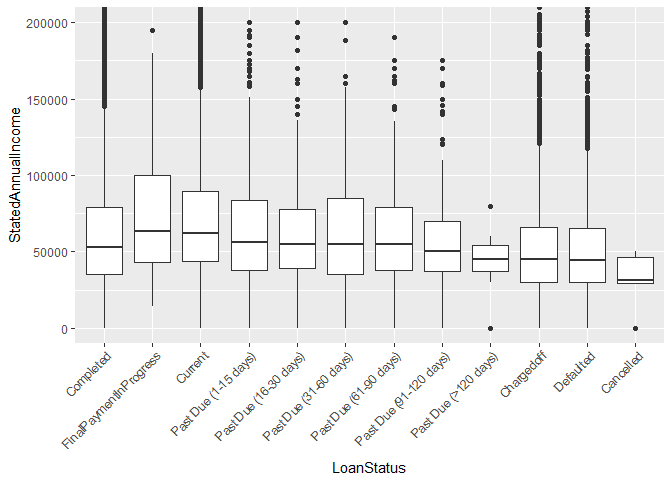 200000
150000
100000
50000
0
StatedAnnualIncome
Completed
FinalPaymentInProgress
Current
Past Due (1-15 days)
Past Due (16-30 days)
Past Due (31-60 days)
Past Due (61-90 days)
Past Due (91-120 days)
Past Due (>120 days)
Chargedoff
Defaulted
Cancelled
LoanStatus